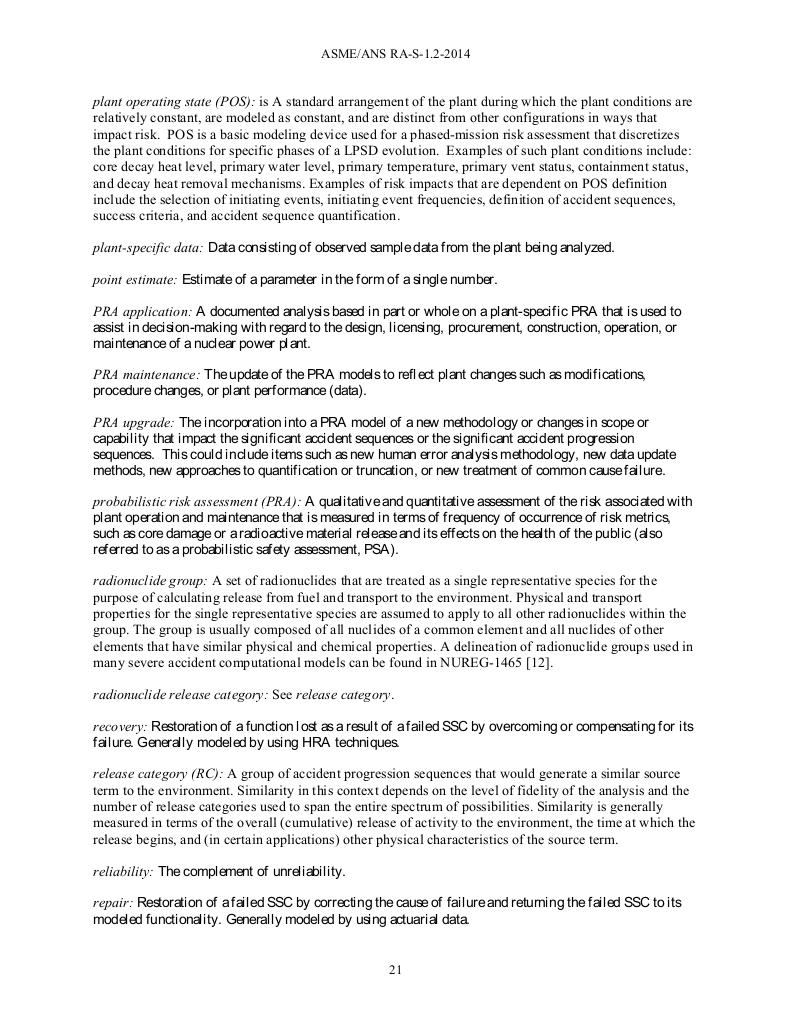 ASME/ANS RA-S-1.2-2014
plant operating state (POS): is A standard arrangement of the plant during which the plant conditions are
relatively constant, are modeled as constant, and are distinct from other configurations in ways that
impact risk. POS is a basic modeling device used for a phased-mission risk assessment that discretizes
the plant conditions for specific phases of a LPSD evolution. Examples of such plant conditions include:
core decay heat level, primary water level, primary temperature, primary vent status, containment status,
and decay heat removal mechanisms. Examples of risk impacts that are dependent on POS definition
include the selection of initiating events, initiating event frequencies, definition of accident sequences,
success criteria, and accident sequence quantification.
plant-specific data: Data consisting of observed sample data from the plant being analyzed.
point estimate: Estimate of a parameter in the form of a single number.
PRA application: A documented analysis based in part or whole on a plant-specific PRA that is used to
assist in decision-making with regard to the design, licensing, procurement, construction, operation, or
maintenance of a nuclear power plant.
PRA maintenance: The update of the PRA models to reflect plant changes such as modifications,
procedure changes, or plant performance (data).
PRA upgrade: The incorporation into a PRA model of a new methodology or changes in scope or
capability that impact the significant accident sequences or the significant accident progression
sequences. This could include items such as new human error analysis methodology, new data update
methods, new approaches to quantification or truncation, or new treatment of common cause failure.
probabilistic risk assessment (PRA): A qualitative and quantitative assessment of the risk associated with
plant operation and maintenance that is measured in terms of frequency of occurrence of risk metrics,
such as core damage or a radioactive material release and its effects on the health of the public (also
referred to as a probabilistic safety assessment, PSA).
radionuclide group: A set of radionuclides that are treated as a single representative species for the
purpose of calculating release from fuel and transport to the environment. Physical and transport
properties for the single representative species are assumed to apply to all other radionuclides within the
group. The group is usually composed of all nuclides of a common element and all nuclides of other
elements that have similar physical and chemical properties. A delineation of radionuclide groups used in
many severe accident computational models can be found in NUREG-1465 [12].
radionuclide release category: See release category.
recovery: Restoration of a function lost as a result of a failed SSC by overcoming or compensating for its
failure. Generally modeled by using HRA techniques.
release category (RC): A group of accident progression sequences that would generate a similar source
term to the environment. Similarity in this context depends on the level of fidelity of the analysis and the
number of release categories used to span the entire spectrum of possibilities. Similarity is generally
measured in terms of the overall (cumulative) release of activity to the environment, the time at which the
release begins, and (in certain applications) other physical characteristics of the source term.
reliability: The complement of unreliability.
repair: Restoration of a failed SSC by correcting the cause of failure and returning the failed SSC to its
modeled functionality. Generally modeled by using actuarial data.
21